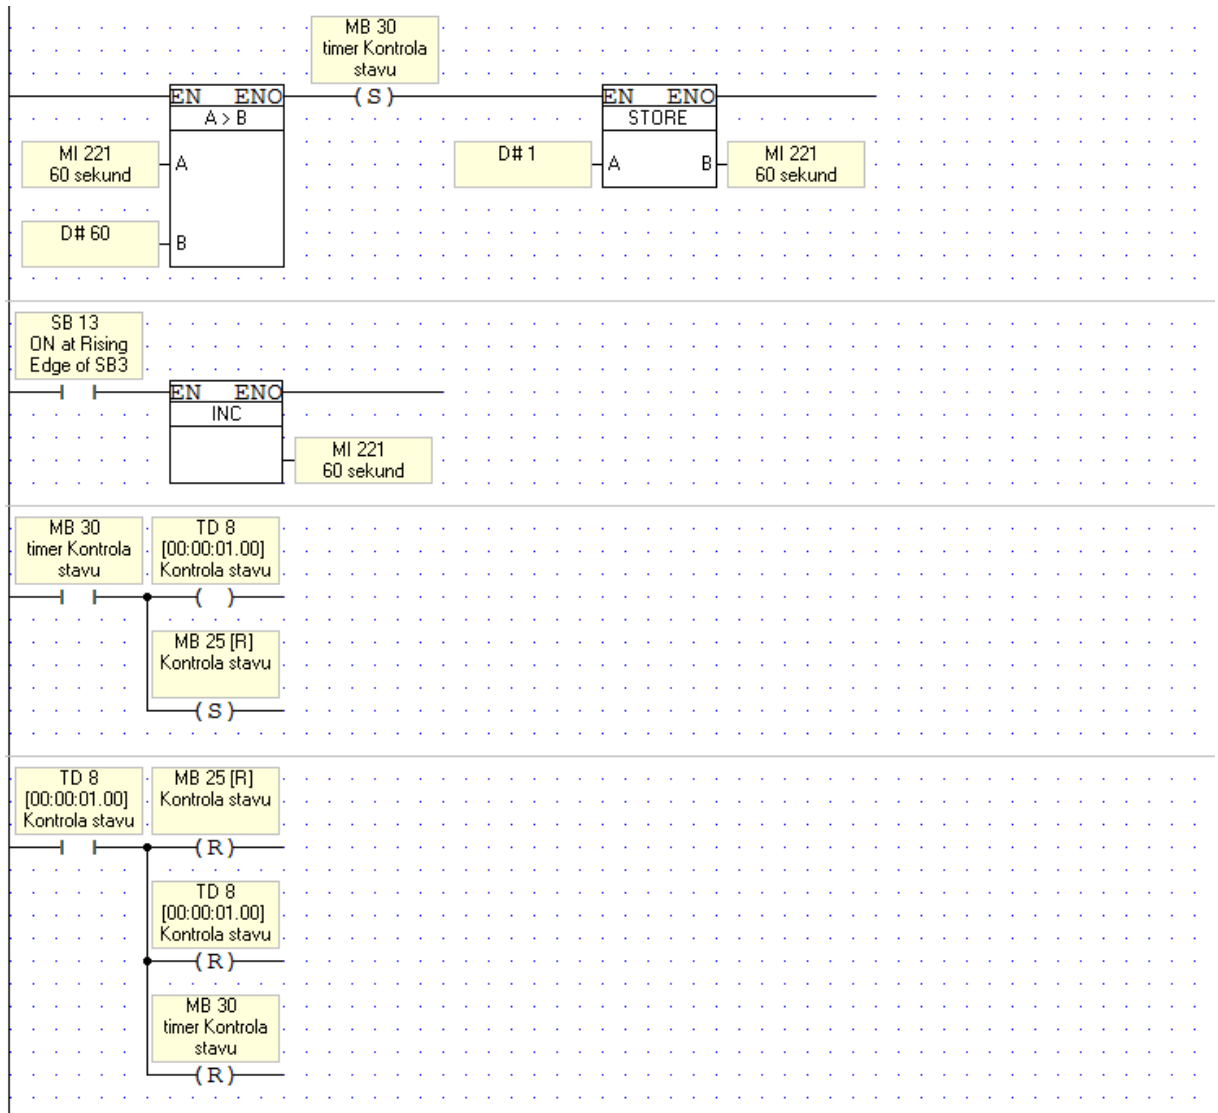 MB 30
timer Kontrola
stavu
( S )
EN ENO
A > B
MI 221
60 sekund
A
D# 60
B
EN ENO
STORE
D# 1
A
B
MI 221
60 sekund
SB 13
ON at Rising
Edge of SB3
EN ENO
INC
MI 221
60 sekund
MB 30
timer Kontrola
stavu
TD 8
[00:00:01.00]
Kontrola stavu
( )
MB 25 [R]
Kontrola stavu
( S )
TD 8
[00:00:01.00]
Kontrola stavu
MB 25 [R]
Kontrola stavu
( R )
TD 8
[00:00:01.00]
Kontrola stavu
( R )
MB 30
timer Kontrola
stavu
( R )